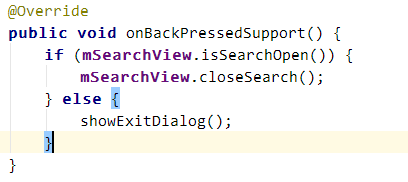 @Override
public void onBackPressedSupport() {
    if (mSearchView.isSearchOpen()) {
        mSearchView.closeSearch();
    } else {
        showExitDialog();
    }
}